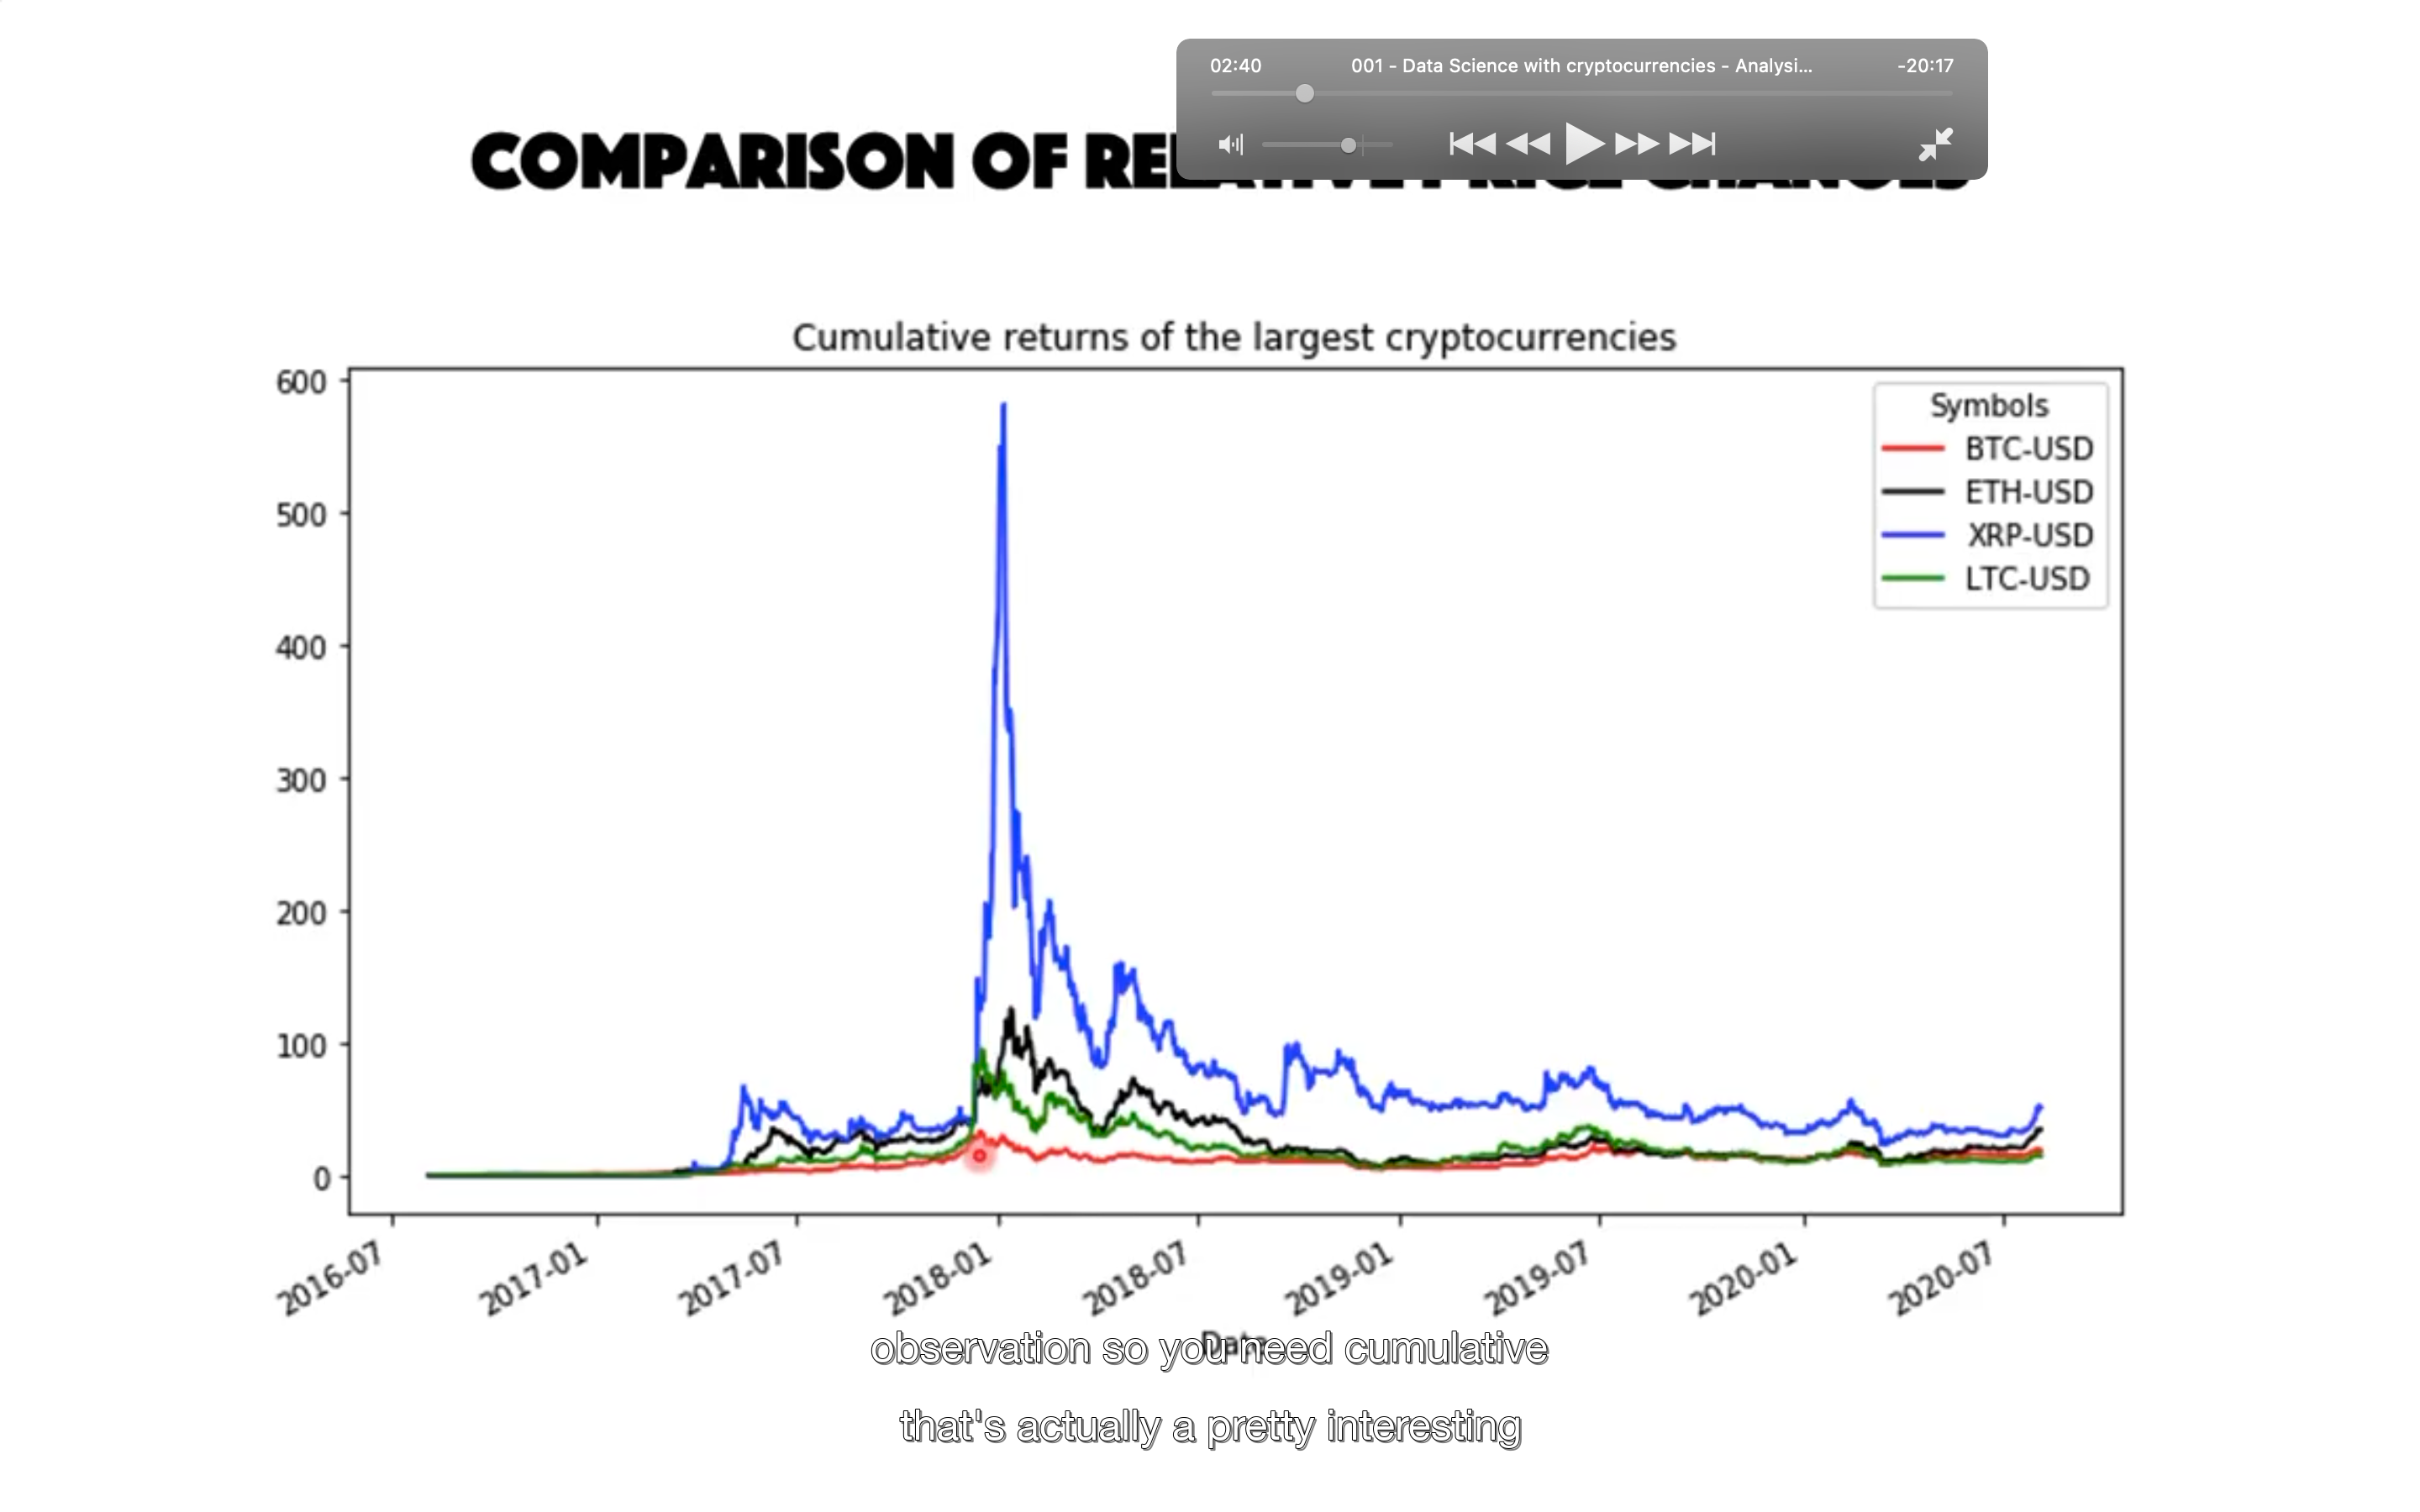 02:40
001 - Data Science with cryptocurrencies - Analysi...
-20:17
COMPARISON OF RELATIVE PRICE CHANGES
Cumulative returns of the largest cryptocurrencies
600
500
400
300
200
100
0
Symbols
BTC-USD
ETH-USD
XRP-USD
LTC-USD
2016-07
2017-01
2017-07
2018-01
2018-07
2019-01
2019-07
2020-01
2020-07
Date
observation so you need cumulative
that's actually a pretty interesting